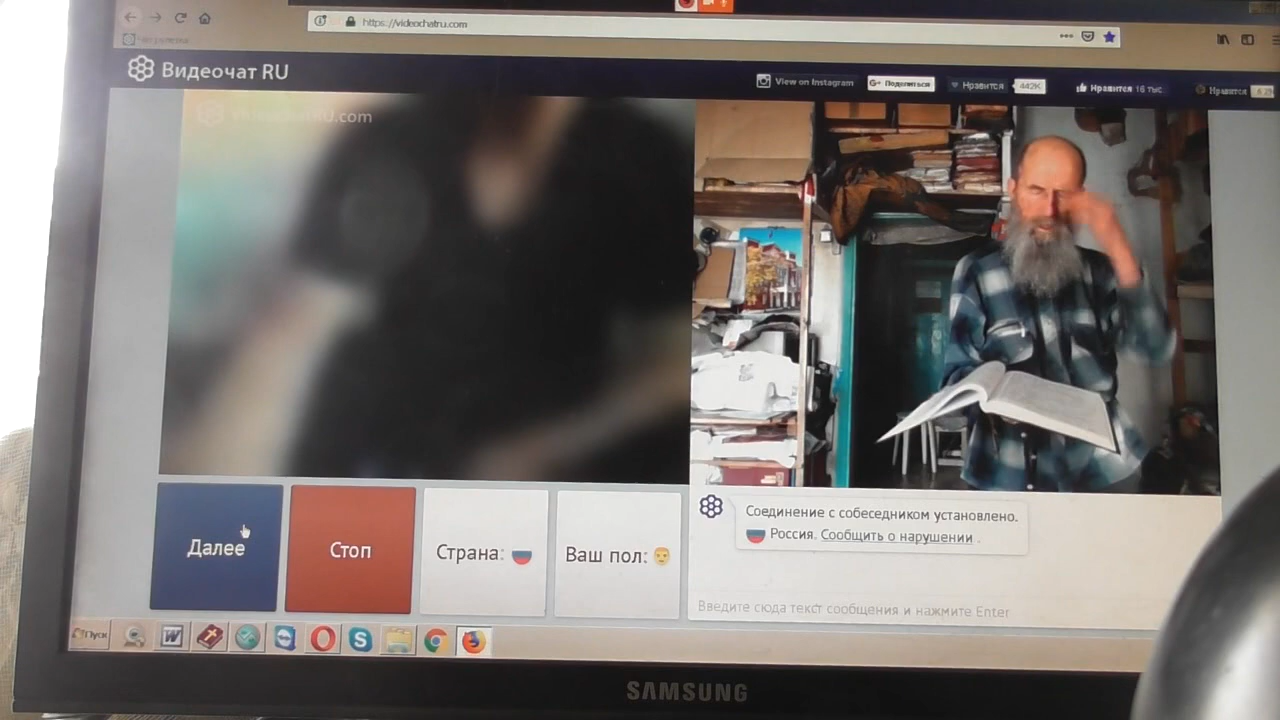 https://videochatru.com
Видеочат RU
View on Instagram
G+ Поделиться
Нравится 442K
Нравится 16 тыс.
Нравится
.com
Далее
Стоп
Страна:
Ваш пол:
Соединение с собеседником установлено.
Россия. Сообщить о нарушении .
Введите сюда текст сообщения и нажмите Enter
Пуск
SAMSUNG